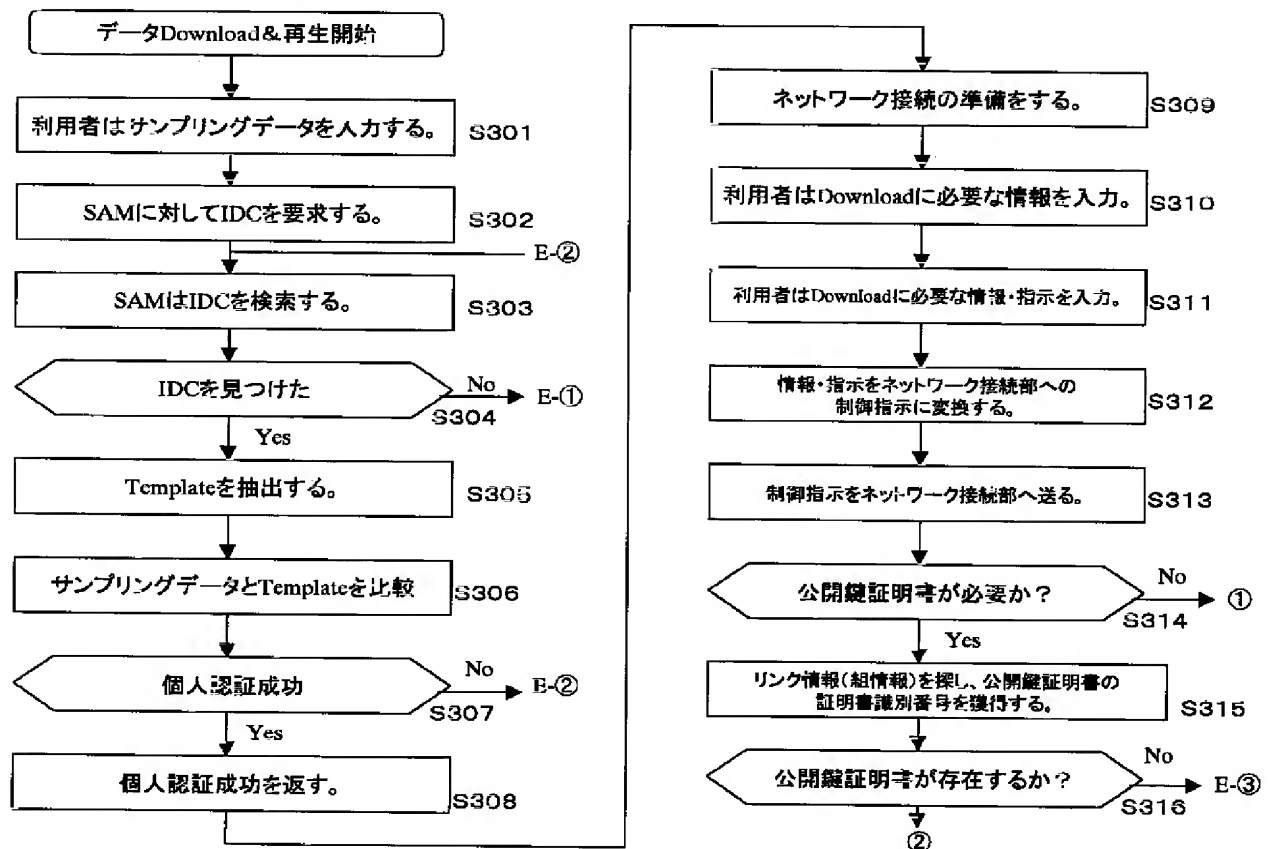 データDownload&再生開始
利用者はサンプリングデータを入力する。
S301
SAMに対してIDCを要求する。
S302
E-②
SAMはIDCを検索する。
S303
IDCを見つけた
No
E-①
S304
Yes
Templateを抽出する。
S305
サンプリングデータとTemplateを比較
S306
個人認証成功
No
E-②
S307
Yes
個人認証成功を返す。
S308
ネットワーク接続の準備をする。
S309
利用者はDownloadに必要な情報を入力。
S310
利用者はDownloadに必要な情報・指示を入力。
S311
情報・指示をネットワーク接続部への
制御指示に変換する。
S312
制御指示をネットワーク接続部へ送る。
S313
公開鍵証明書が必要か？
No
①
S314
Yes
リンク情報(組情報)を探し、公開鍵証明書の
証明書識別番号を獲得する。
S315
公開鍵証明書が存在するか？
No
E-③
S316
②